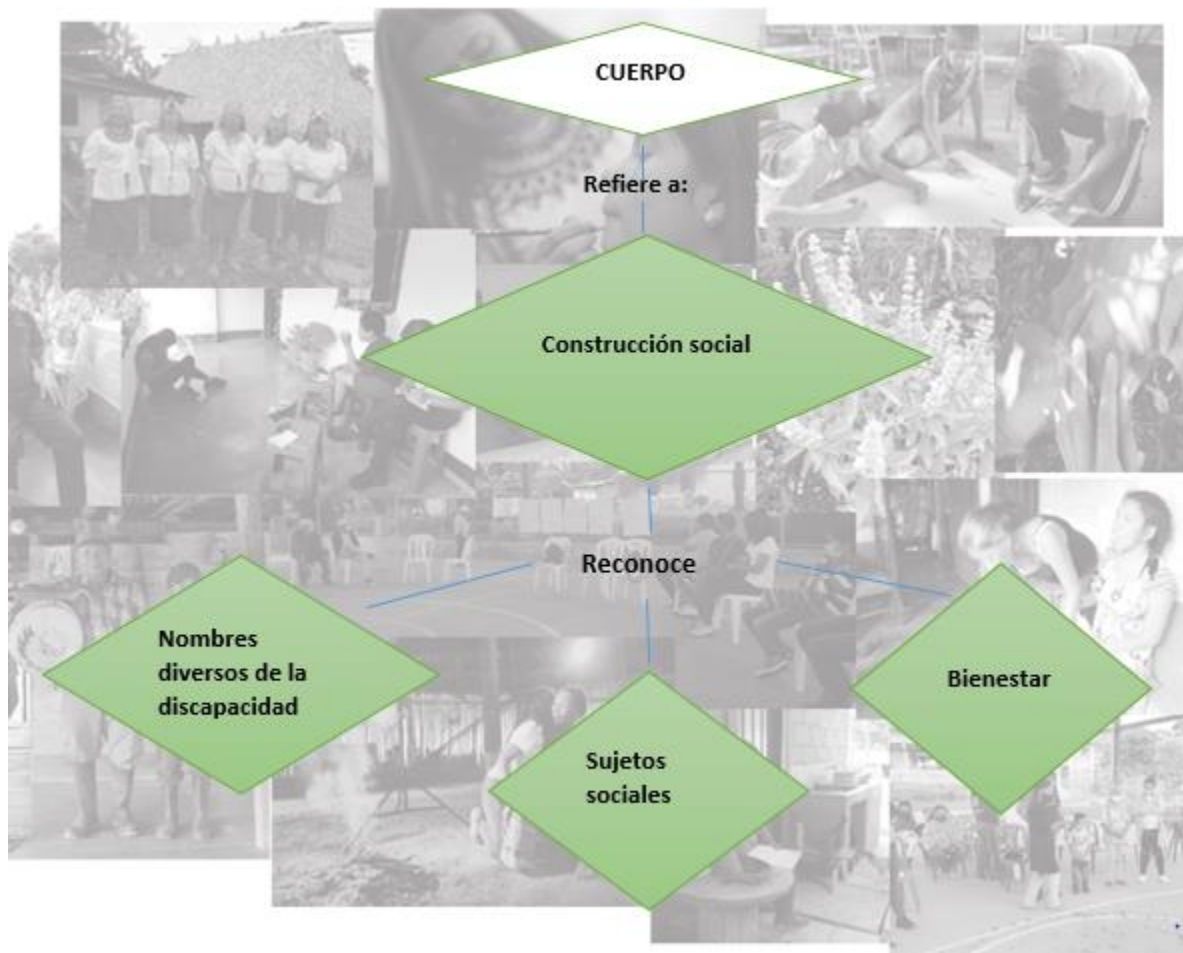 CUERPO
Refiere a:
Construcción social
Reconoce
Nombres
diversos de la
discapacidad
Sujetos
sociales
Bienestar